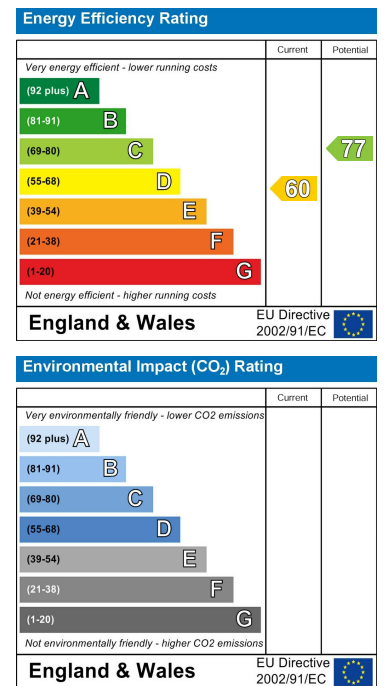 Energy Efficiency Rating
Current Potential
Very energy efficient - lower running costs
(92 plus) A
(81-91) B
(69-80) C
77
(55-68) D
60
(39-54) E
(21-38) F
(1-20) G
Not energy efficient - higher running costs
England & Wales
EU Directive
2002/91/EC
Environmental Impact (CO₂) Rating
Current Potential
Very environmentally friendly - lower CO2 emissions
(92 plus) A
(81-91) B
(69-80) C
(55-68) D
(39-54) E
(21-38) F
(1-20) G
Not environmentally friendly - higher CO2 emissions
England & Wales
EU Directive
2002/91/EC